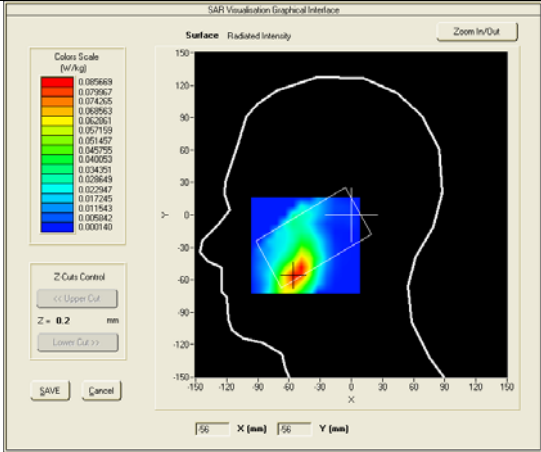 SAR Visualisation Graphical Interface
Surface Radiated Intensity
Zoom In/Out
Colors Scale
(W/kg)
0.085669
0.079967
0.074265
0.068563
0.062861
0.057159
0.051457
0.045755
0.040053
0.034351
0.028649
0.022947
0.017245
0.011543
0.005842
0.000140
Z-Cuts Control
<< Upper Cut
Z = 0.2 mm
Lower Cut >>
SAVE Cancel
150
120
90
60
30
0
-30
-60
-90
-120
-150
Y
-150 -120 -90 -60 -30 0 30 60 90 120 150
X
-56 X (mm) -56 Y (mm)